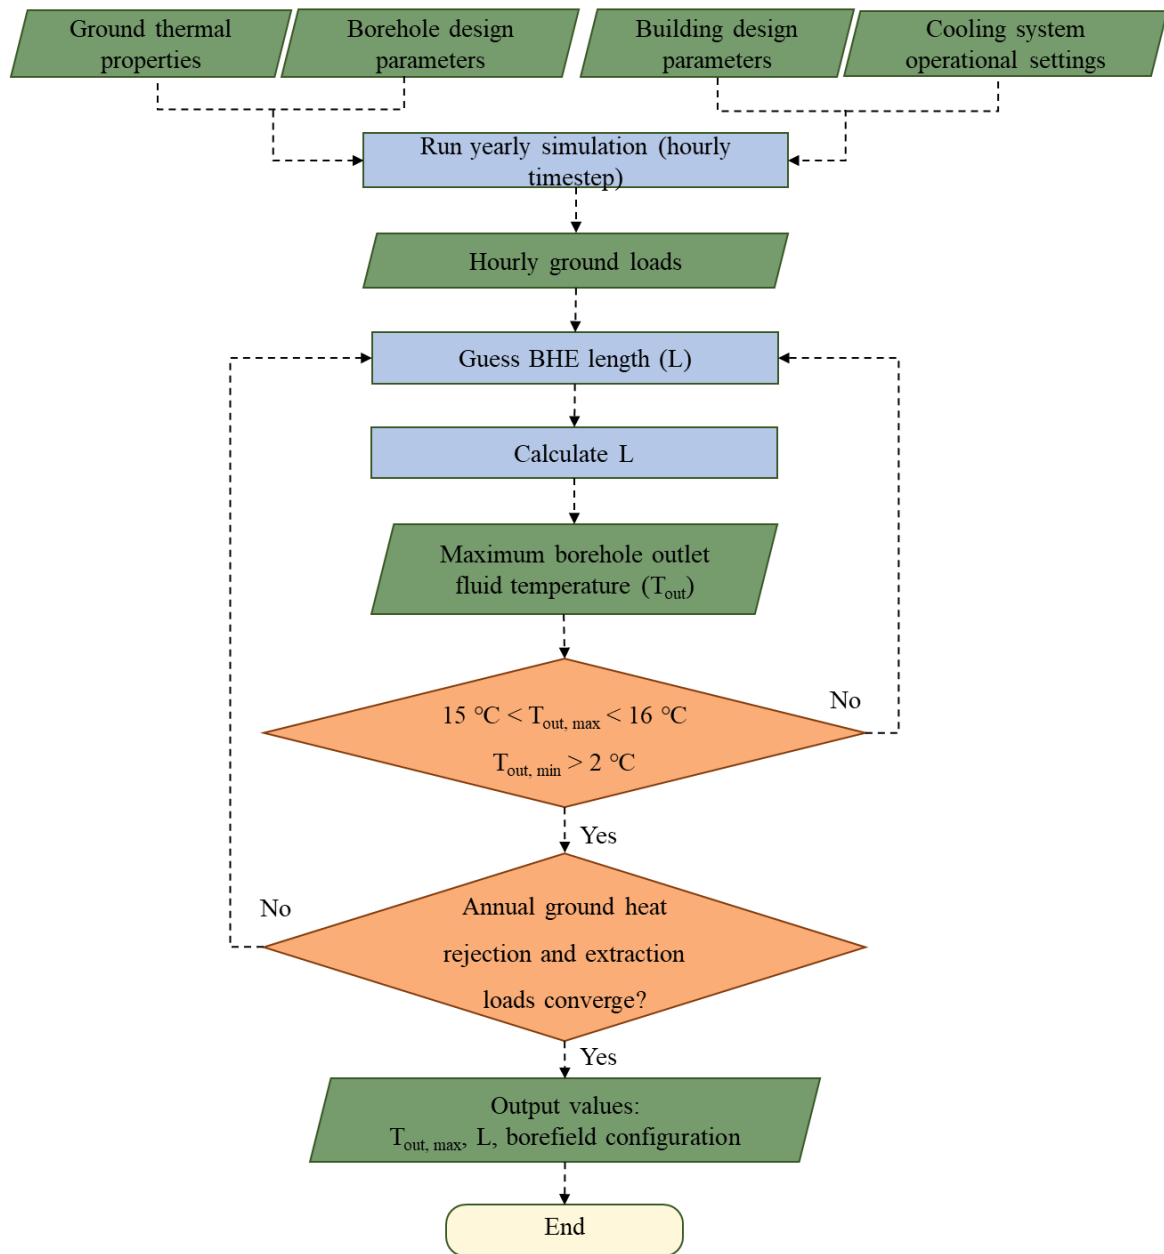 Ground thermal
properties
Borehole design
parameters
Building design
parameters
Cooling system
operational settings
Run yearly simulation (hourly
timestep)
Hourly ground loads
Guess BHE length (L)
Calculate L
Maximum borehole outlet
fluid temperature (Tout)
15 ℃ < Tout, max < 16 ℃
Tout, min > 2 ℃
No
Yes
Annual ground heat
rejection and extraction
loads converge?
No
Yes
Output values:
Tout, max, L, borefield configuration
End